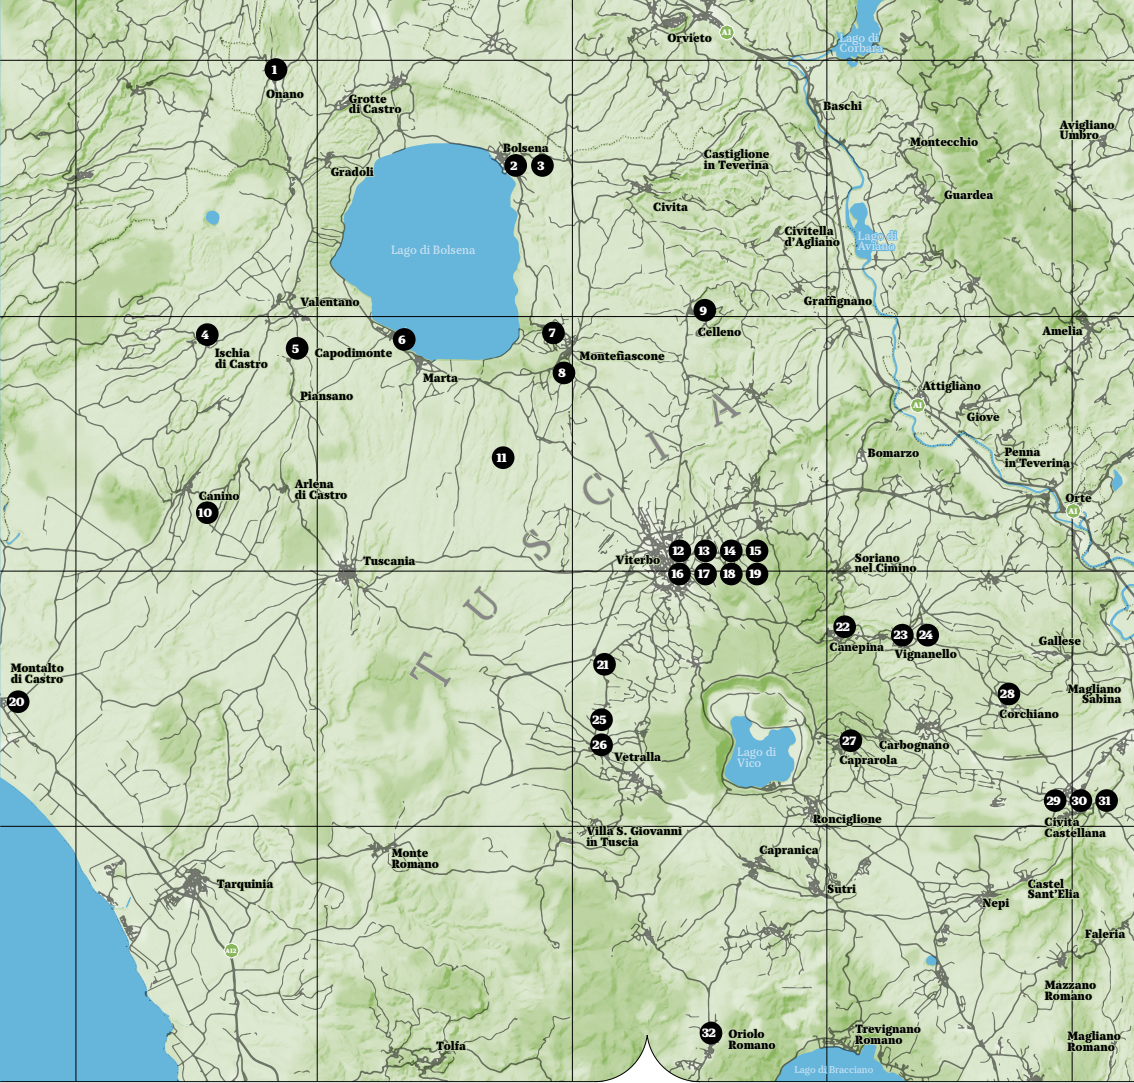 Orvieto
A1
Lago di
Corbara
1
Onano
Grotte
di Castro
Baschi
Avigliano
Umbro
Montecchio
Bolsena
2 3
Castiglione
in Teverina
Gradoli
Guardea
Civita
Civitella
d'Agliano
Lago di
Aviano
Lago di Bolsena
Valentano
Graffignano
9
Celleno
4
Ischia
di Castro
5
Capodimonte
6
7
Montefiascone
8
Amelia
Marta
Piansano
Attigliano
A1
Giove
Bomarzo
Penna
in Teverina
11
Arlena
di Castro
Canino
10
Orte
A1
TUSCIA
Tuscania
Viterbo
12 13 14 15
16 17 18 19
Soriano
nel Cimino
22
Canepina
23 24
Vignanello
Gallese
21
Montalto
di Castro
20
28
Corchiano
Magliano
Sabina
25
26
Vetralla
Lago di
Vico
27
Caprarola
Carbognano
29 30 31
Civita
Castellana
Ronciglione
Villa S. Giovanni
in Tuscia
Monte
Romano
Capranica
Tarquinia
Sutri
Nepi
Castel
Sant'Elia
Faleria
A12
Mazzano
Romano
32
Oriolo
Romano
Trevignano
Romano
Magliano
Romano
Tolfa
Lago di Bracciano